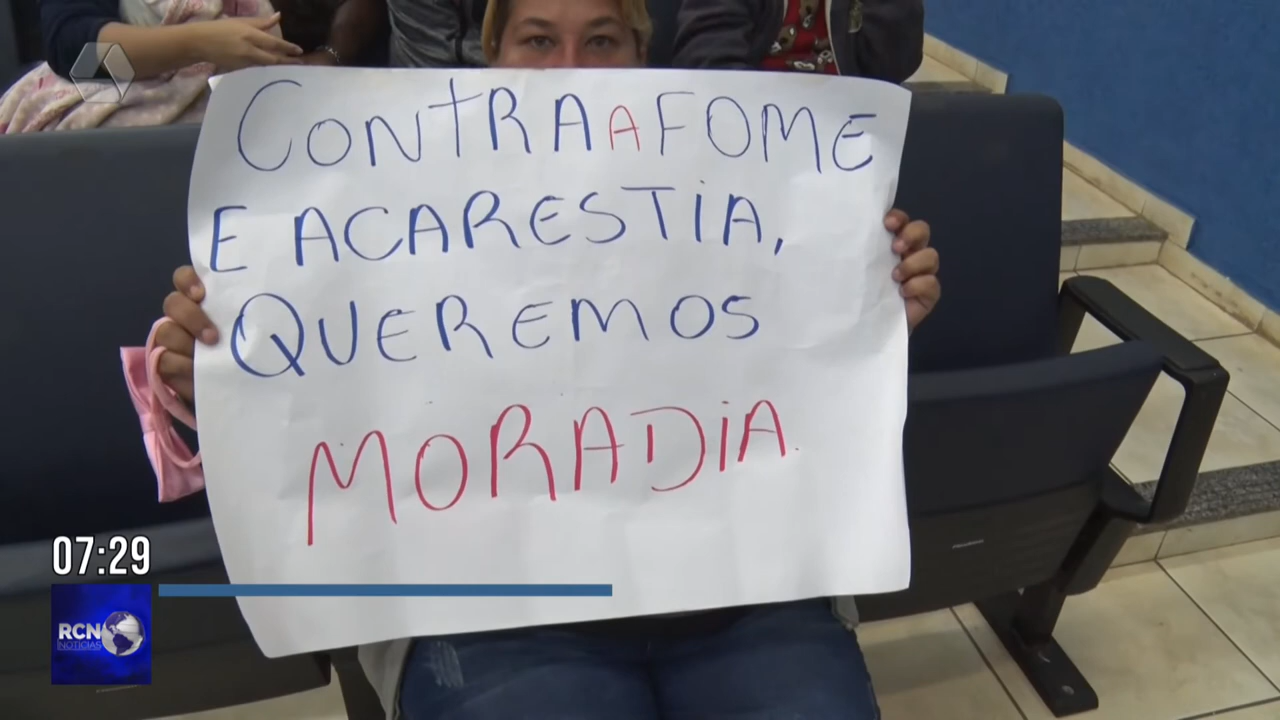 CONTRA A FOME
E A CARESTIA,
QUEREMOS
MORADIA.
07:29
RCN
NOTÍCIAS